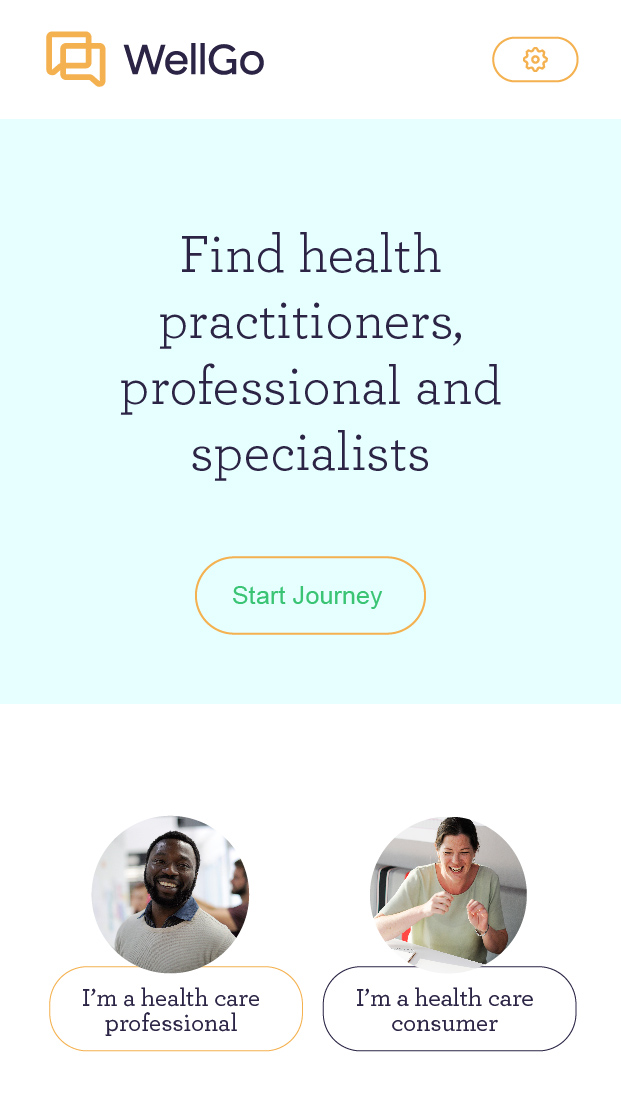 WellGo
Find health
practitioners,
professional and
specialists
Start Journey
I'm a health care
professional
I'm a health care
consumer